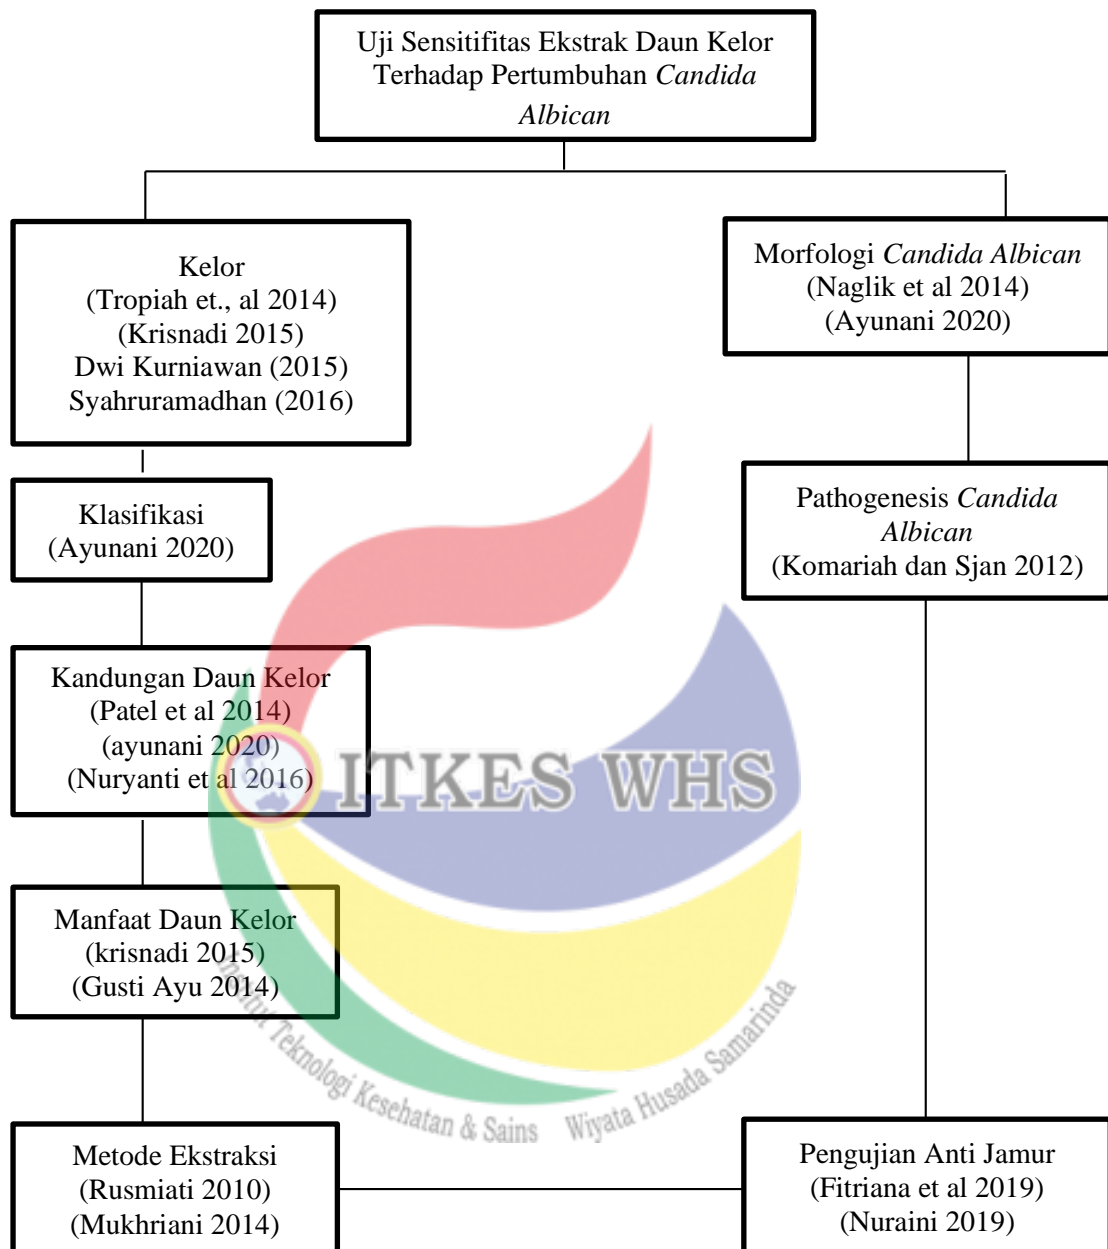 Uji Sensitifitas Ekstrak Daun Kelor
Terhadap Pertumbuhan Candida
Albican
Kelor
(Tropiah et., al 2014)
(Krisnadi 2015)
Dwi Kurniawan (2015)
Syahruramadhan (2016)
Morfologi Candida Albican
(Naglik et al 2014)
(Ayunani 2020)
Klasifikasi
(Ayunani 2020)
Pathogenesis Candida
Albican
(Komariah dan Sjan 2012)
Kandungan Daun Kelor
(Patel et al 2014)
(ayunani 2020)
(Nuryanti et al 2016)
ITKES WHS
Manfaat Daun Kelor
(krisnadi 2015)
(Gusti Ayu 2014)
Institut Teknologi Kesehatan & Sains Wiyata Husada Samarinda
Metode Ekstraksi
(Rusmiati 2010)
(Mukhriani 2014)
Pengujian Anti Jamur
(Fitriana et al 2019)
(Nuraini 2019)